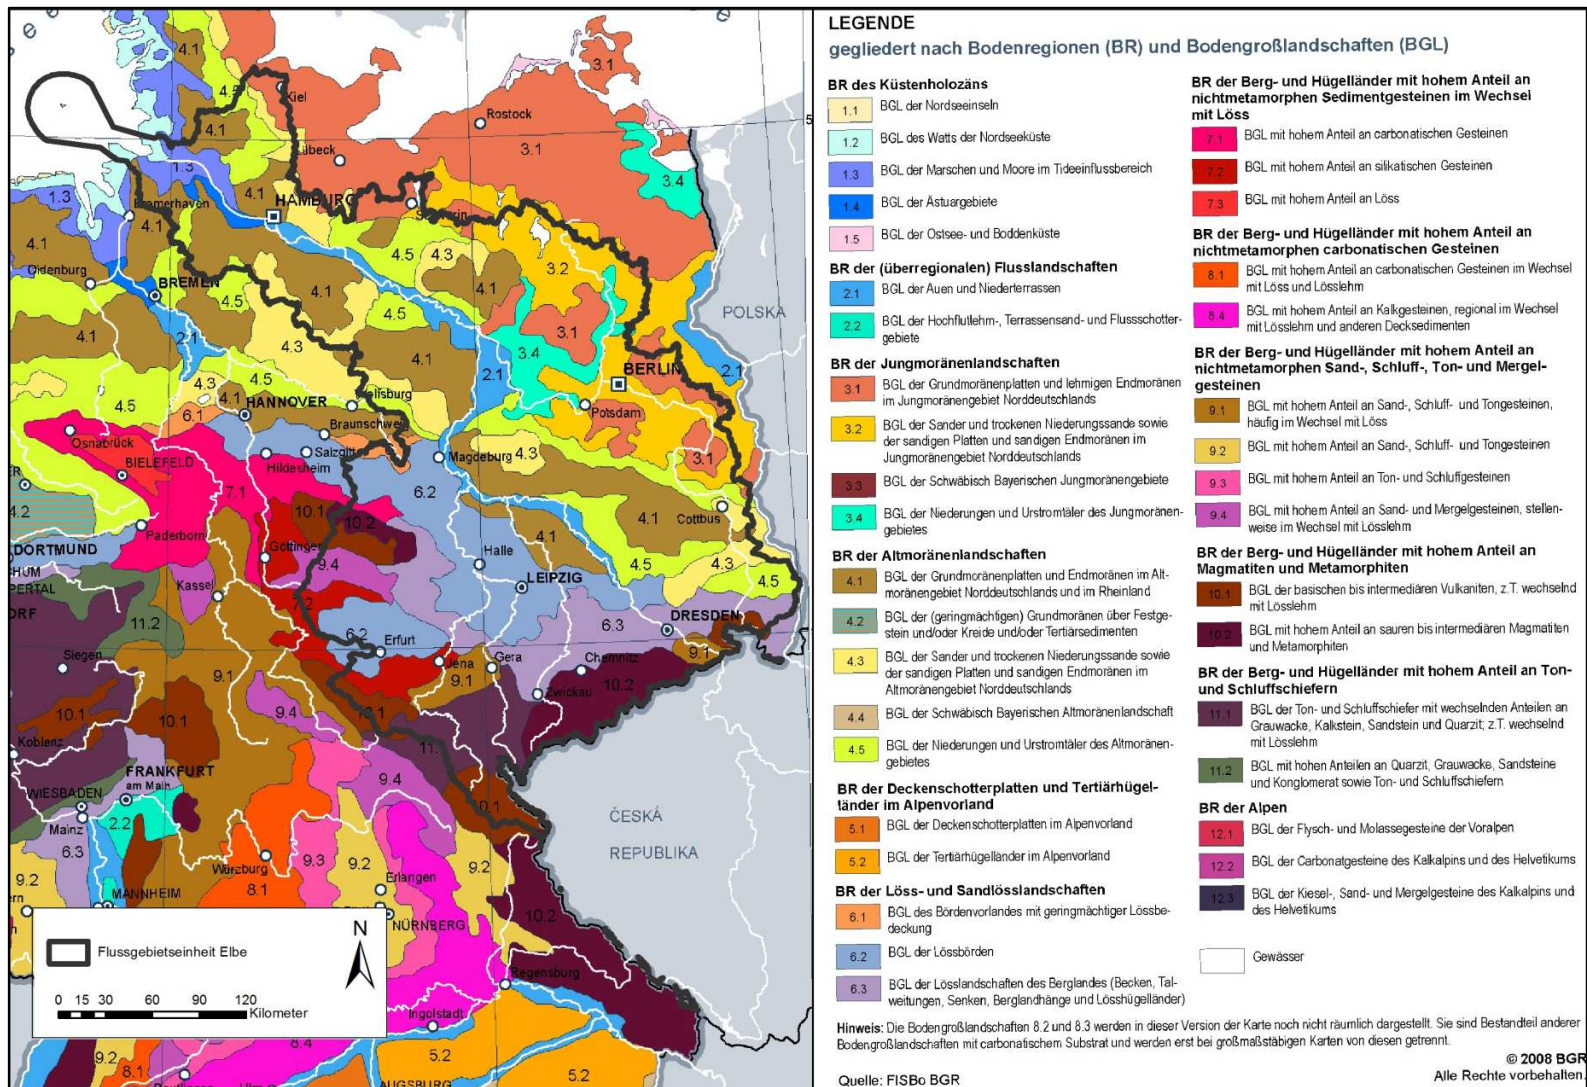 LEGENDE
gegliedert nach Bodenregionen (BR) und Bodengroßlandschaften (BGL)
BR des Küstenholozäns
1.1 BGL der Nordseeinseln
1.2 BGL des Watts der Nordseeküste
1.3 BGL der Marschen und Moore im Tideeinflussbereich
1.4 BGL der Ästuargebiete
1.5 BGL der Ostsee- und Boddenküste
BR der (überregionalen) Flusslandschaften
2.1 BGL der Auen und Niederterrassen
2.2 BGL der Hochflutlehm-, Terrassensand- und Flussschotter-
gebiete
BR der Jungmoränenlandschaften
3.1 BGL der Grundmoränenplatten und lehmigen Endmoränen
im Jungmoränengebiet Norddeutschlands
3.2 BGL der Sander und trockenen Niederungssande sowie
der sandigen Platten und sandigen Endmoränen im
Jungmoränengebiet Norddeutschlands
3.3 BGL der Schwäbisch Bayerischen Jungmoränengebiete
3.4 BGL der Niederungen und Urstromtäler des Jungmoränen-
gebietes
BR der Altmoränenlandschaften
4.1 BGL der Grundmoränenplatten und Endmoränen im Alt-
moränengebiet Norddeutschlands und im Rheinland
4.2 BGL der (geringmächtigen) Grundmoränen über Festge-
stein und/oder Kreide und/oder Tertiärsedimenten
4.3 BGL der Sander und trockenen Niederungssande sowie
der sandigen Platten und sandigen Endmoränen im
Altmoränengebiet Norddeutschlands
4.4 BGL der Schwäbisch Bayerischen Altmoränenlandschaft
4.5 BGL der Niederungen und Urstromtäler des Altmoränen-
gebietes
BR der Deckenschotterplatten und Tertiärhügel-
länder im Alpenvorland
5.1 BGL der Deckenschotterplatten im Alpenvorland
5.2 BGL der Tertiärhügelländer im Alpenvorland
BR der Löss- und Sandlösslandschaften
6.1 BGL des Bördenvorlandes mit geringmächtiger Lössbe-
deckung
6.2 BGL der Lössbörden
6.3 BGL der Lösslandschaften des Berglandes (Becken, Tal-
weitungen, Senken, Berglandhänge und Lösshügelländer)
BR der Berg- und Hügelländer mit hohem Anteil an
nichtmetamorphen Sedimentgesteinen im Wechsel
mit Löss
7.1 BGL mit hohem Anteil an carbonatischen Gesteinen
7.2 BGL mit hohem Anteil an silikatischen Gesteinen
7.3 BGL mit hohem Anteil an Löss
BR der Berg- und Hügelländer mit hohem Anteil an
nichtmetamorphen carbonatischen Gesteinen
8.1 BGL mit hohem Anteil an carbonatischen Gesteinen im Wechsel
mit Löss und Lösslehm
8.4 BGL mit hohem Anteil an Kalkgesteinen, regional im Wechsel
mit Lösslehm und anderen Decksedimenten
BR der Berg- und Hügelländer mit hohem Anteil an
nichtmetamorphen Sand-, Schluff-, Ton- und Mergel-
gesteinen
9.1 BGL mit hohem Anteil an Sand-, Schluff- und Tongesteinen,
häufig im Wechsel mit Löss
9.2 BGL mit hohem Anteil an Sand-, Schluff- und Tongesteinen
9.3 BGL mit hohem Anteil an Ton- und Schluffgesteinen
9.4 BGL mit hohem Anteil an Sand- und Mergelgesteinen, stellen-
weise im Wechsel mit Lösslehm
BR der Berg- und Hügelländer mit hohem Anteil an
Magmatiten und Metamorphiten
10.1 BGL der basischen bis intermediären Vulkaniten, z.T. wechselnd
mit Lösslehm
10.2 BGL mit hohem Anteil an sauren bis intermediären Magmatiten
und Metamorphiten
BR der Berg- und Hügelländer mit hohem Anteil an Ton-
und Schluffschiefern
11.1 BGL der Ton- und Schluffschiefer mit wechselnden Anteilen an
Grauwacke, Kalkstein, Sandstein und Quarzit; z.T. wechselnd
mit Lösslehm
11.2 BGL mit hohen Anteilen an Quarzit, Grauwacke, Sandsteine
und Konglomerat sowie Ton- und Schluffschiefern
BR der Alpen
12.1 BGL der Flysch- und Molassegesteine der Voralpen
12.2 BGL der Carbonatgesteine des Kalkalpins und des Helvetikums
12.3 BGL der Kiesel-, Sand- und Mergelgesteine des Kalkalpins und
des Helvetikums
Gewässer
Hinweis: Die Bodengroßlandschaften 8.2 und 8.3 werden in dieser Version der Karte noch nicht räumlich dargestellt. Sie sind Bestandteil anderer
Bodengroßlandschaften mit carbonatischem Substrat und werden erst bei großmaßstäbigen Karten von diesen getrennt.
Quelle: FISBo BGR
© 2008 BGR
Alle Rechte vorbehalten
Kiel
Rostock
Lübeck
HAMBURG
Bremerhaven
Oldenburg
BREMEN
POLSKA
BERLIN
Potsdam
HANNOVER
Braunschweig
Osnabrück
BIELEFELD
Hildesheim
Magdeburg
Cottbus
Paderborn
DORTMUND
Göttingen
Halle
LEIPZIG
Kassel
DRESDEN
Erfurt
Jena
Gera
Chemnitz
Zwickau
Siegen
Koblenz
FRANKFURT
am Main
WIESBADEN
Mainz
ČESKÁ
REPUBLIKA
Würzburg
Erlangen
MANNHEIM
NÜRNBERG
Regensburg
Ingolstadt
AUGSBURG
Flussgebietseinheit Elbe
N
0 15 30 60 90 120
Kilometer